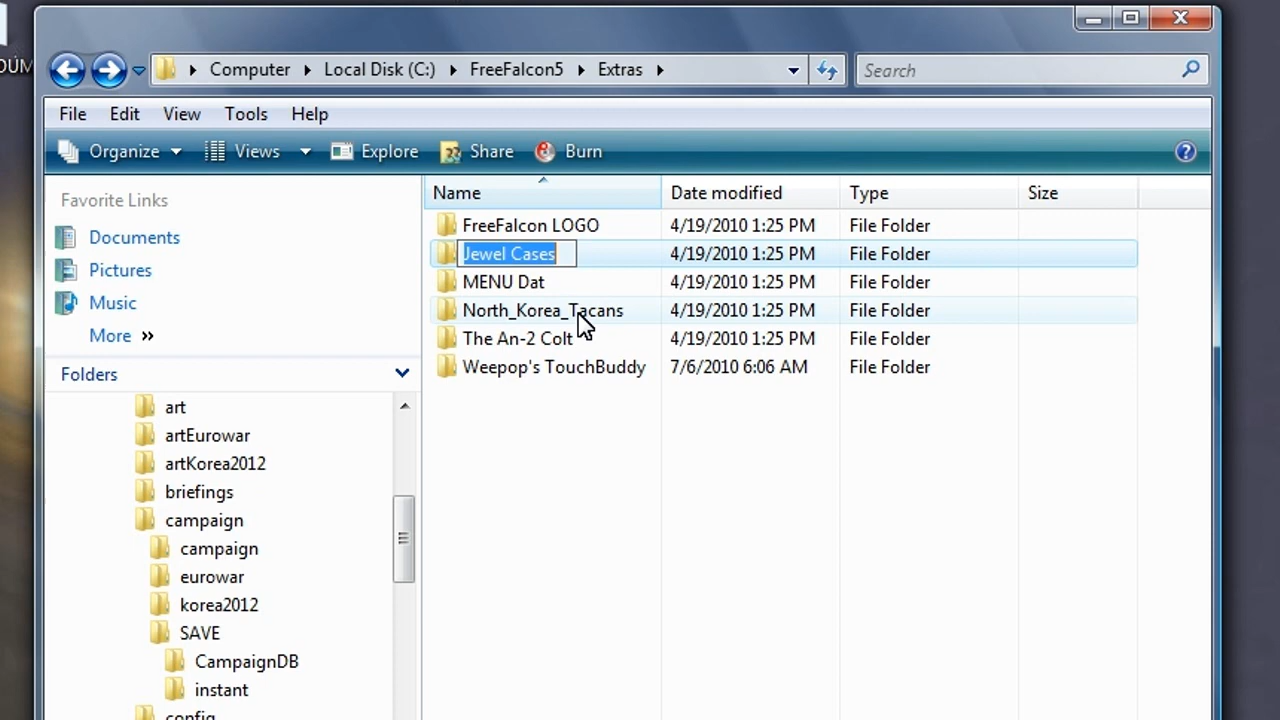 Computer Local Disk (C:) FreeFalcon5 Extras Search
File Edit View Tools Help
Organize Views Explore Share Burn
Favorite Links
Documents
Pictures
Music
More »
Folders
art
artEurowar
artKorea2012
briefings
campaign
campaign
eurowar
korea2012
SAVE
CampaignDB
instant
config
Name Date modified Type Size
FreeFalcon LOGO 4/19/2010 1:25 PM File Folder
Jewel Cases 4/19/2010 1:25 PM File Folder
MENU Dat 4/19/2010 1:25 PM File Folder
North_Korea_Tacans 4/19/2010 1:25 PM File Folder
The An-2 Colt 4/19/2010 1:25 PM File Folder
Weepop's TouchBuddy 7/6/2010 6:06 AM File Folder